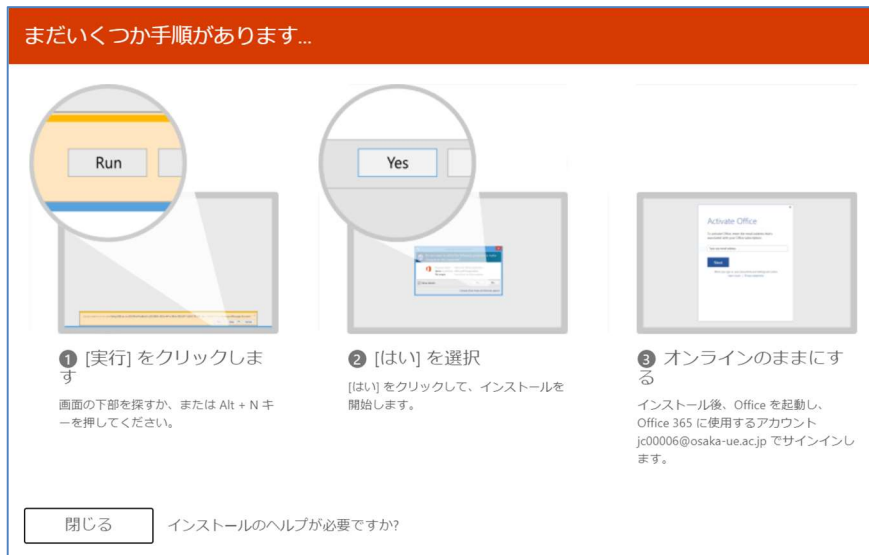 まだいくつか手順があります...
Run
Yes
Activate Office
❶ [実行] をクリックしま
す
画面の下部を探すか、または Alt + N キ
ーを押してください。
❷ [はい] を選択
[はい] をクリックして、インストールを
開始します。
❸ オンラインのままにす
る
インストール後、Office を起動し、
Office 365 に使用するアカウント
jc00006@osaka-ue.ac.jp でサインインし
ます。
閉じる
インストールのヘルプが必要ですか?